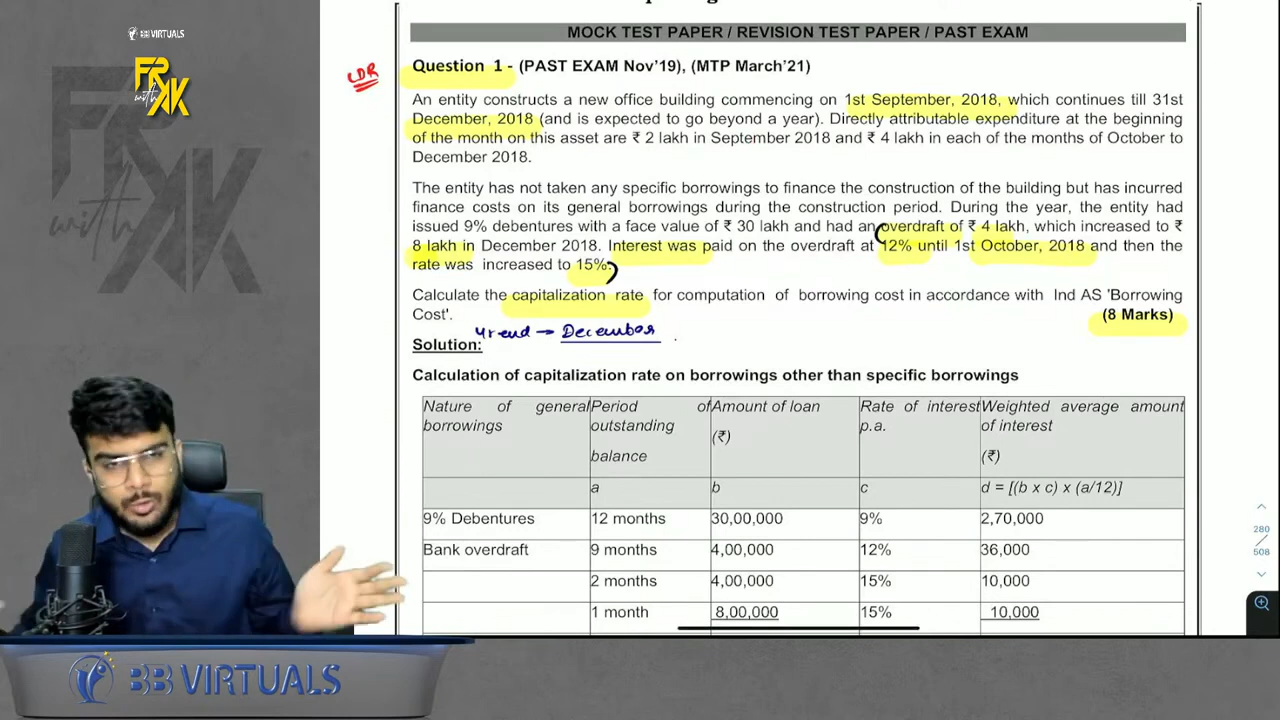 BB VIRTUALS
FR
with
AK
FR
with
AK
MOCK TEST PAPER / REVISION TEST PAPER / PAST EXAM
LDR
Question 1 - (PAST EXAM Nov'19), (MTP March'21)
An entity constructs a new office building commencing on 1st September, 2018, which continues till 31st
December, 2018 (and is expected to go beyond a year). Directly attributable expenditure at the beginning
of the month on this asset are ₹ 2 lakh in September 2018 and ₹ 4 lakh in each of the months of October to
December 2018.
The entity has not taken any specific borrowings to finance the construction of the building but has incurred
finance costs on its general borrowings during the construction period. During the year, the entity had
issued 9% debentures with a face value of ₹ 30 lakh and had an overdraft of ₹ 4 lakh, which increased to ₹
8 lakh in December 2018. Interest was paid on the overdraft at 12% until 1st October, 2018 and then the
rate was increased to 15%.
Calculate the capitalization rate for computation of borrowing cost in accordance with Ind AS 'Borrowing
Cost'. (8 Marks)
Yr end → December
Solution:
Calculation of capitalization rate on borrowings other than specific borrowings
Nature of general borrowings Period of outstanding balance Amount of loan (₹) Rate of interest p.a. Weighted average amount of interest (₹)
a b c d = [(b x c) x (a/12)]
9% Debentures 12 months 30,00,000 9% 2,70,000
Bank overdraft 9 months 4,00,000 12% 36,000
2 months 4,00,000 15% 10,000
1 month 8,00,000 15% 10,000
280
508
BB VIRTUALS